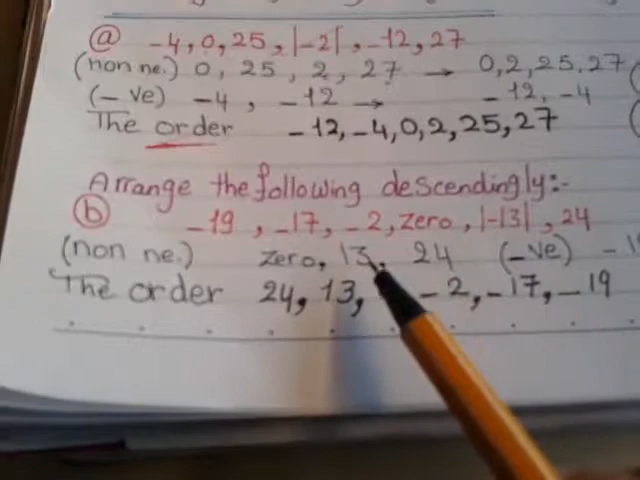 a -4, 0, 25, |-2|, -12, 27
(non ne.) 0, 25, 2, 27 → 0, 2, 25, 27
(-ve) -4, -12 → -12, -4
The order -12, -4, 0, 2, 25, 27
Arrange the following descendingly:-
b -19, -17, -2, zero, |-13|, 24
(non ne.) zero, 13, 24 (-ve)
The order 24, 13, -2, -17, -19